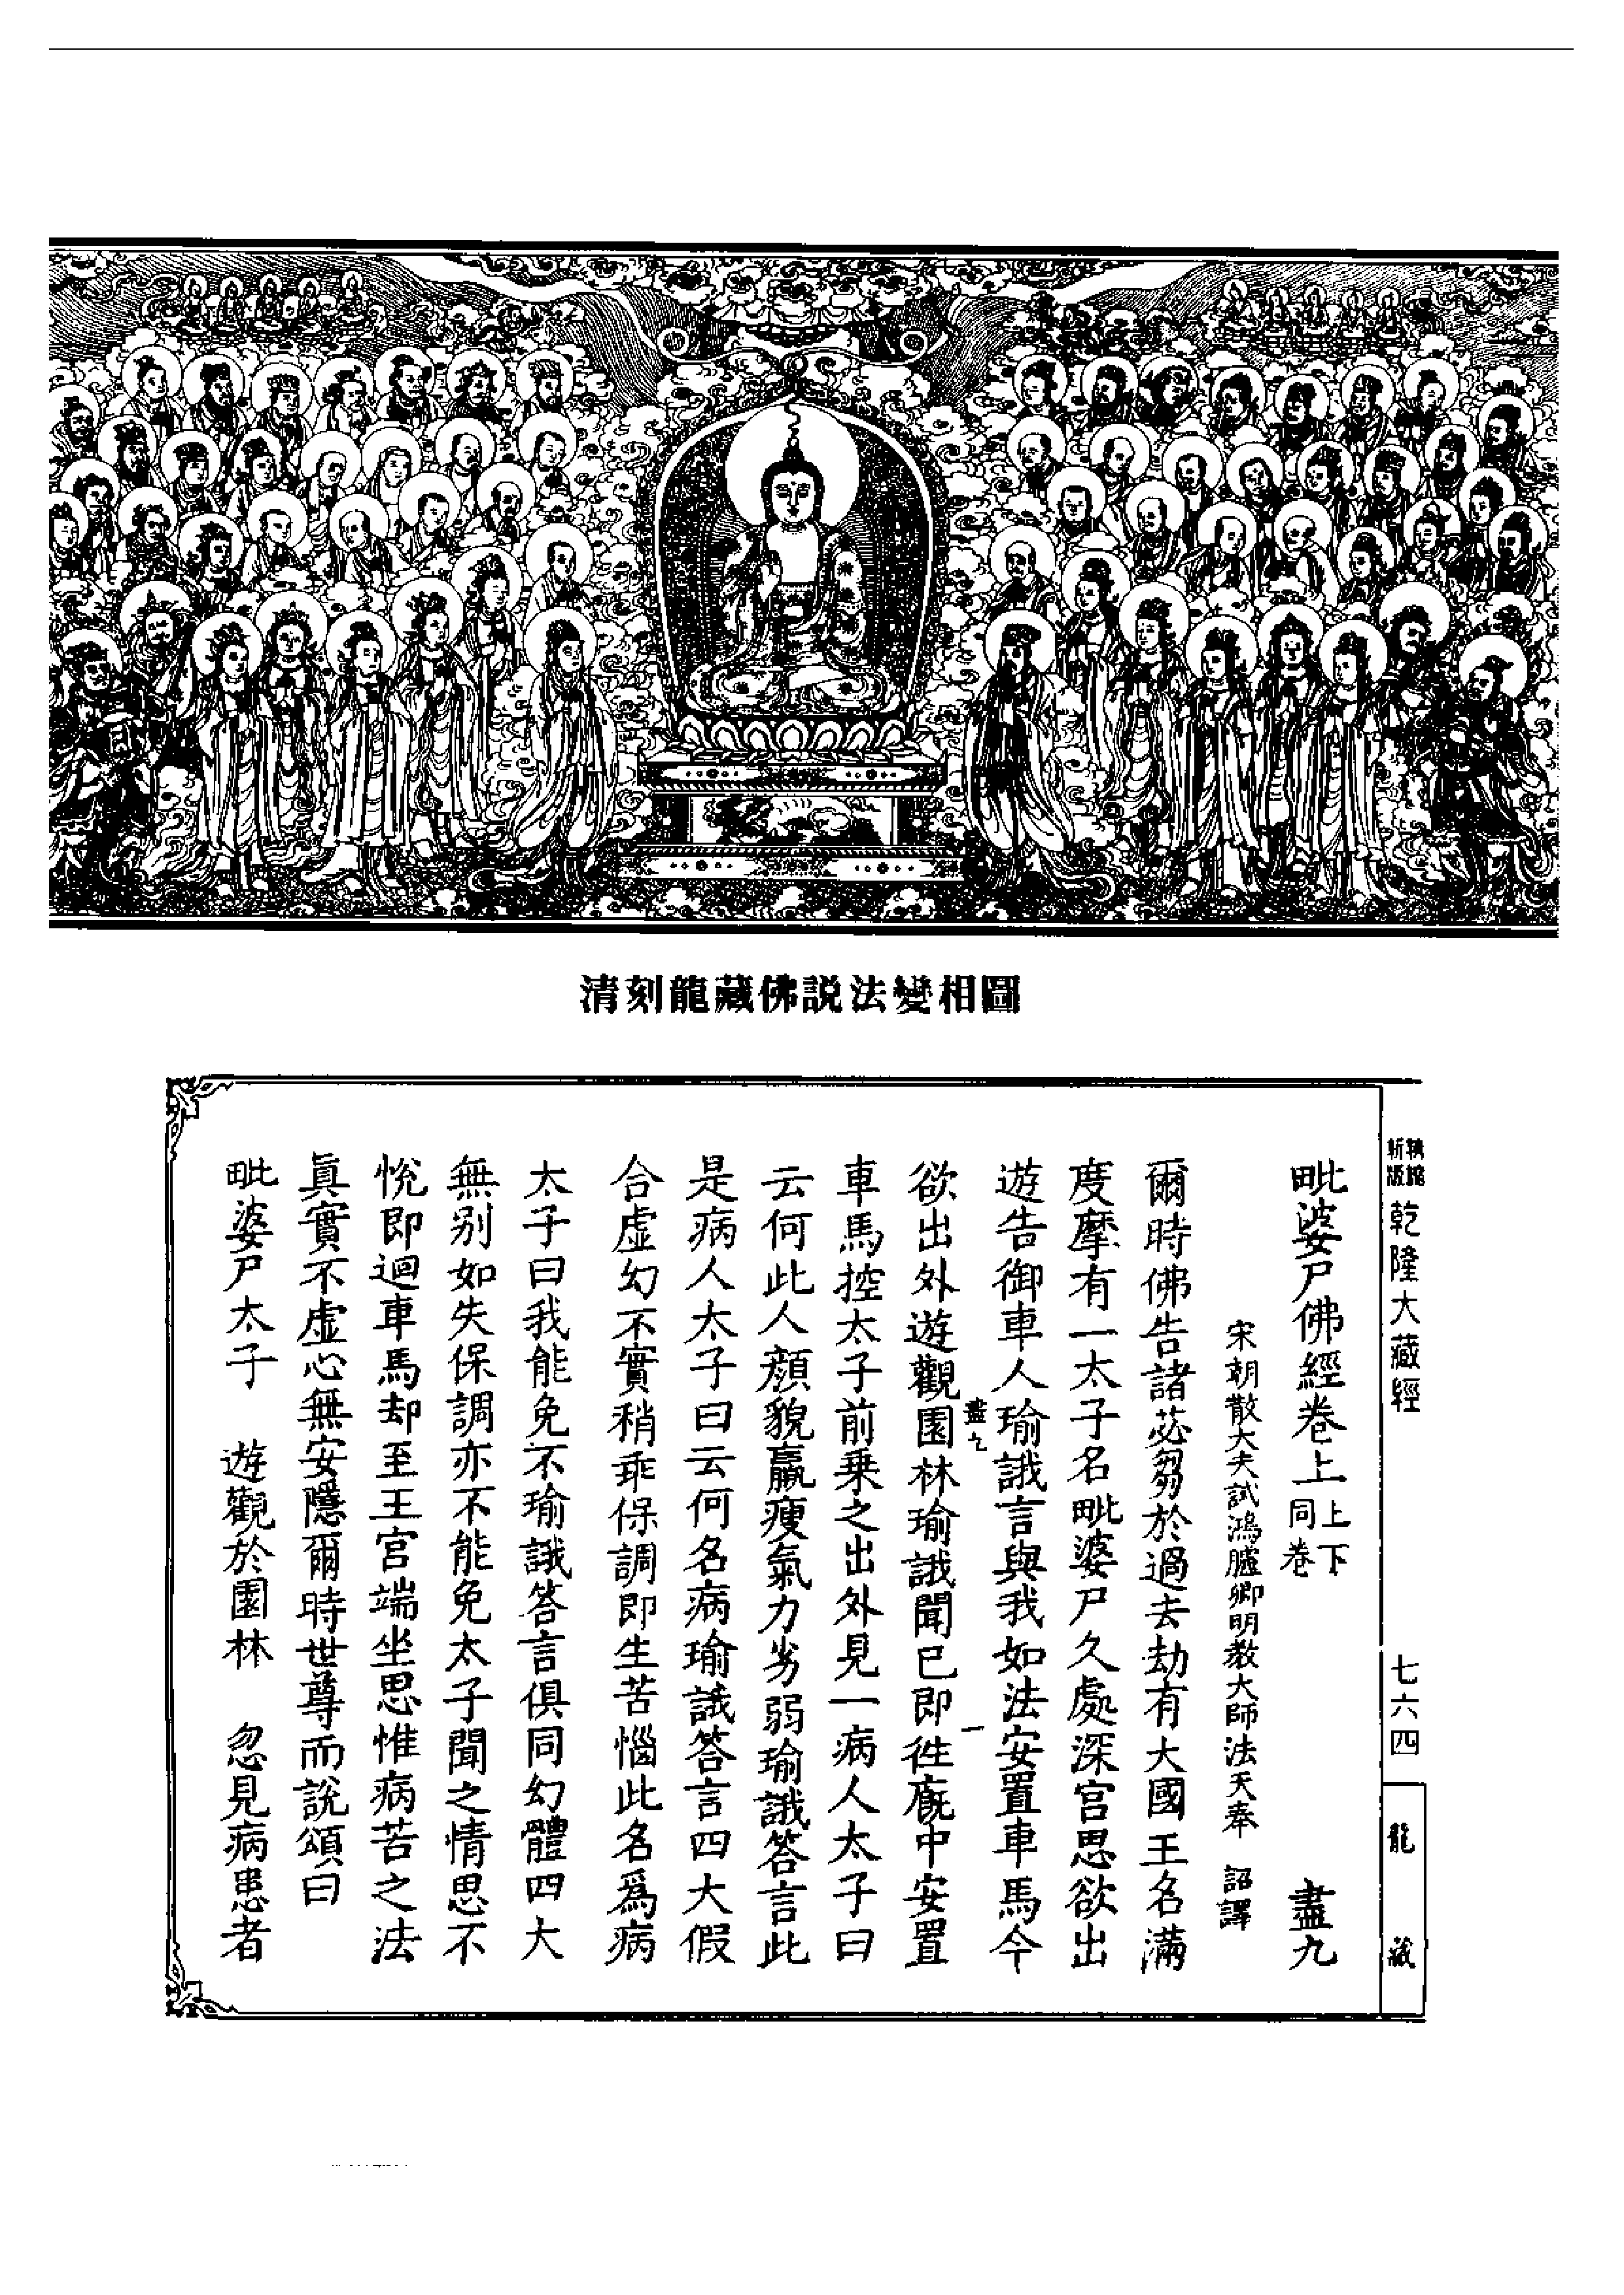 清刻龍藏佛説法變相圖
新版
乾隆大藏經
七六四
龍藏
毗婆尸佛經卷上 上下同卷 盡九
宋朝散大夫試鴻臚卿明教大師法天奉 詔譯
爾時佛告諸苾芻於過去劫有大國王名滿
度摩有一太子名毗婆尸久處深宫思欲出
遊告御車人瑜誐言與我如法安置車馬今
盡九 一
欲出外遊觀園林瑜誐聞已即徃廐中安置
車馬控太子前乗之出外見一病人太子曰
云何此人顔貌羸瘦氣力劣弱瑜誐答言此
是病人太子曰云何名病瑜誐答言四大假
合虛幻不實稍乖保調即生苦惱此名爲病
太子曰我能免不瑜誐答言俱同幻體四大
無别如失保調亦不能免太子聞之情思不
悦即迴車馬却至王宫端坐思惟病苦之法
眞實不虛心無安隱爾時世尊而説頌曰
毗婆尸太子 遊觀於園林 忽見病患者